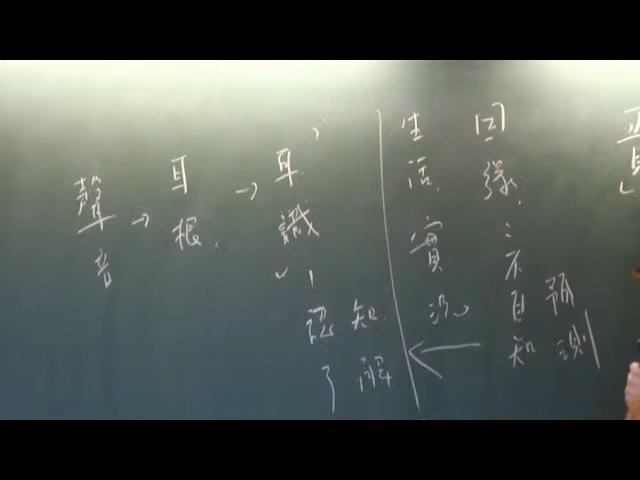 聲音 → 耳根 → 耳識
認知
了解
生活實況
因緣:不自知
預測